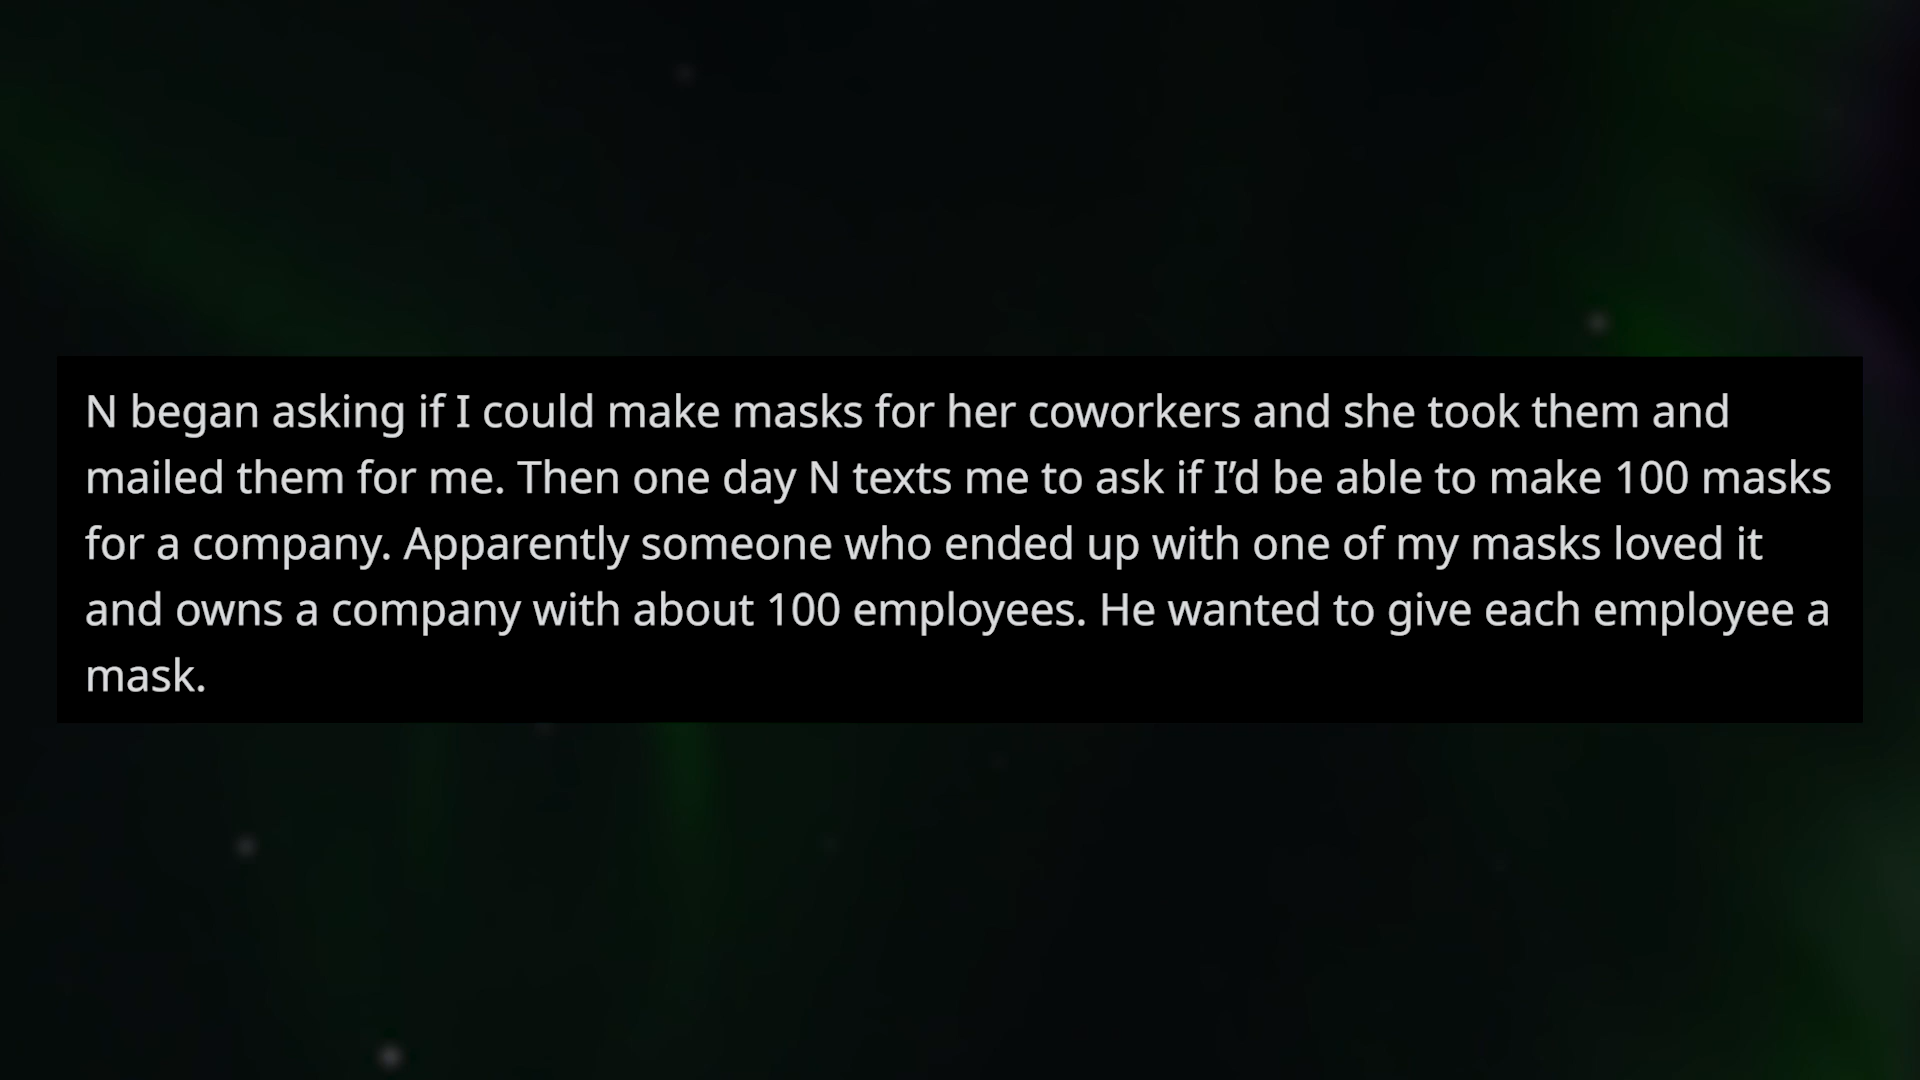 N began asking if I could make masks for her coworkers and she took them and
mailed them for me. Then one day N texts me to ask if I’d be able to make 100 masks
for a company. Apparently someone who ended up with one of my masks loved it
and owns a company with about 100 employees. He wanted to give each employee a
mask.